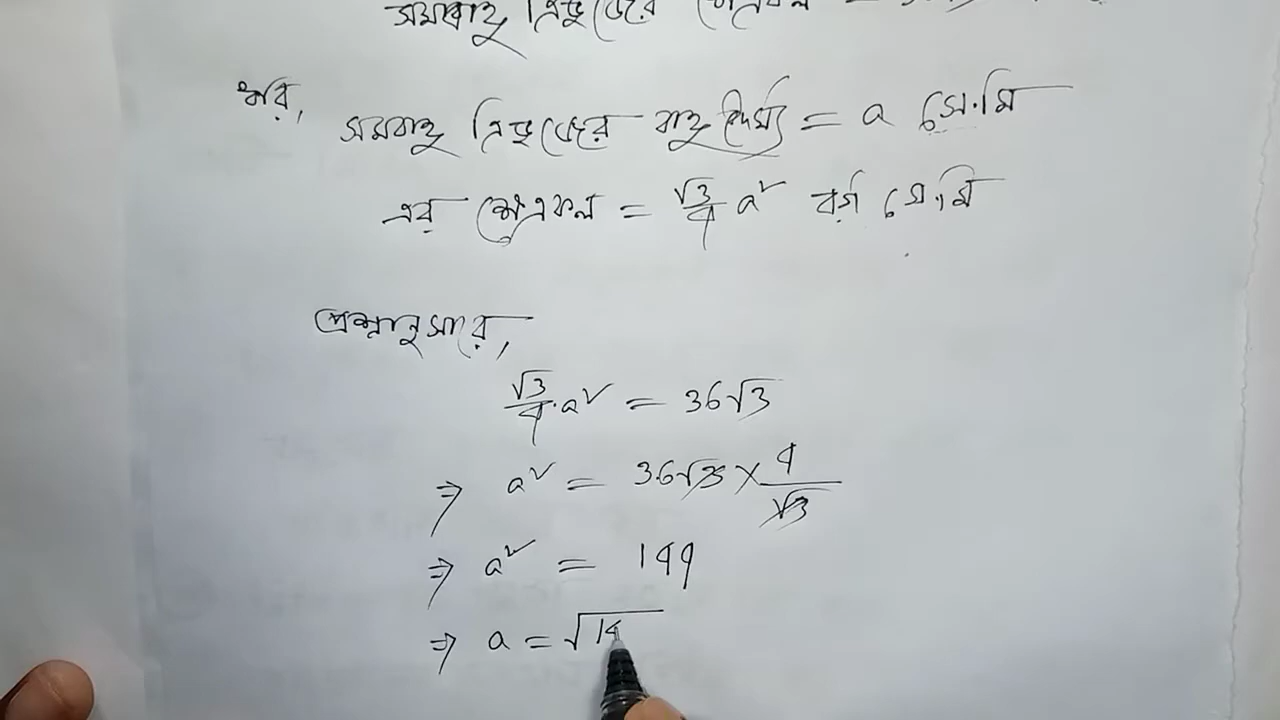 সমবাহু ত্রিভুজের ক্ষেত্রফল =
ধরি,
সমবাহু ত্রিভুজের বাহু দৈর্ঘ্য = a সে.মি
এর ক্ষেত্রফল = √3/4 a² বর্গ সে.মি
প্রশ্নানুসারে,
√3/4 · a² = 36√3
⇒ a² = 36√3 × 4/√3
⇒ a² = 144
⇒ a = √14